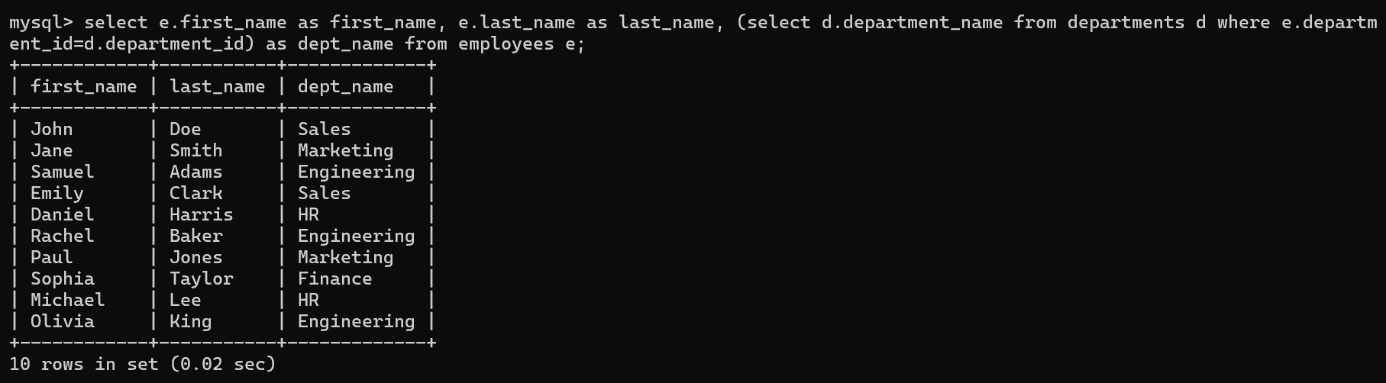 mysql> select e.first_name as first_name, e.last_name as last_name, (select d.department_name from departments d where e.departm
ent_id=d.department_id) as dept_name from employees e;
+------------+-----------+-------------+
| first_name | last_name | dept_name   |
+------------+-----------+-------------+
| John       | Doe       | Sales       |
| Jane       | Smith     | Marketing   |
| Samuel     | Adams     | Engineering |
| Emily      | Clark     | Sales       |
| Daniel     | Harris    | HR          |
| Rachel     | Baker     | Engineering |
| Paul       | Jones     | Marketing   |
| Sophia     | Taylor    | Finance     |
| Michael    | Lee       | HR          |
| Olivia     | King      | Engineering |
+------------+-----------+-------------+
10 rows in set (0.02 sec)